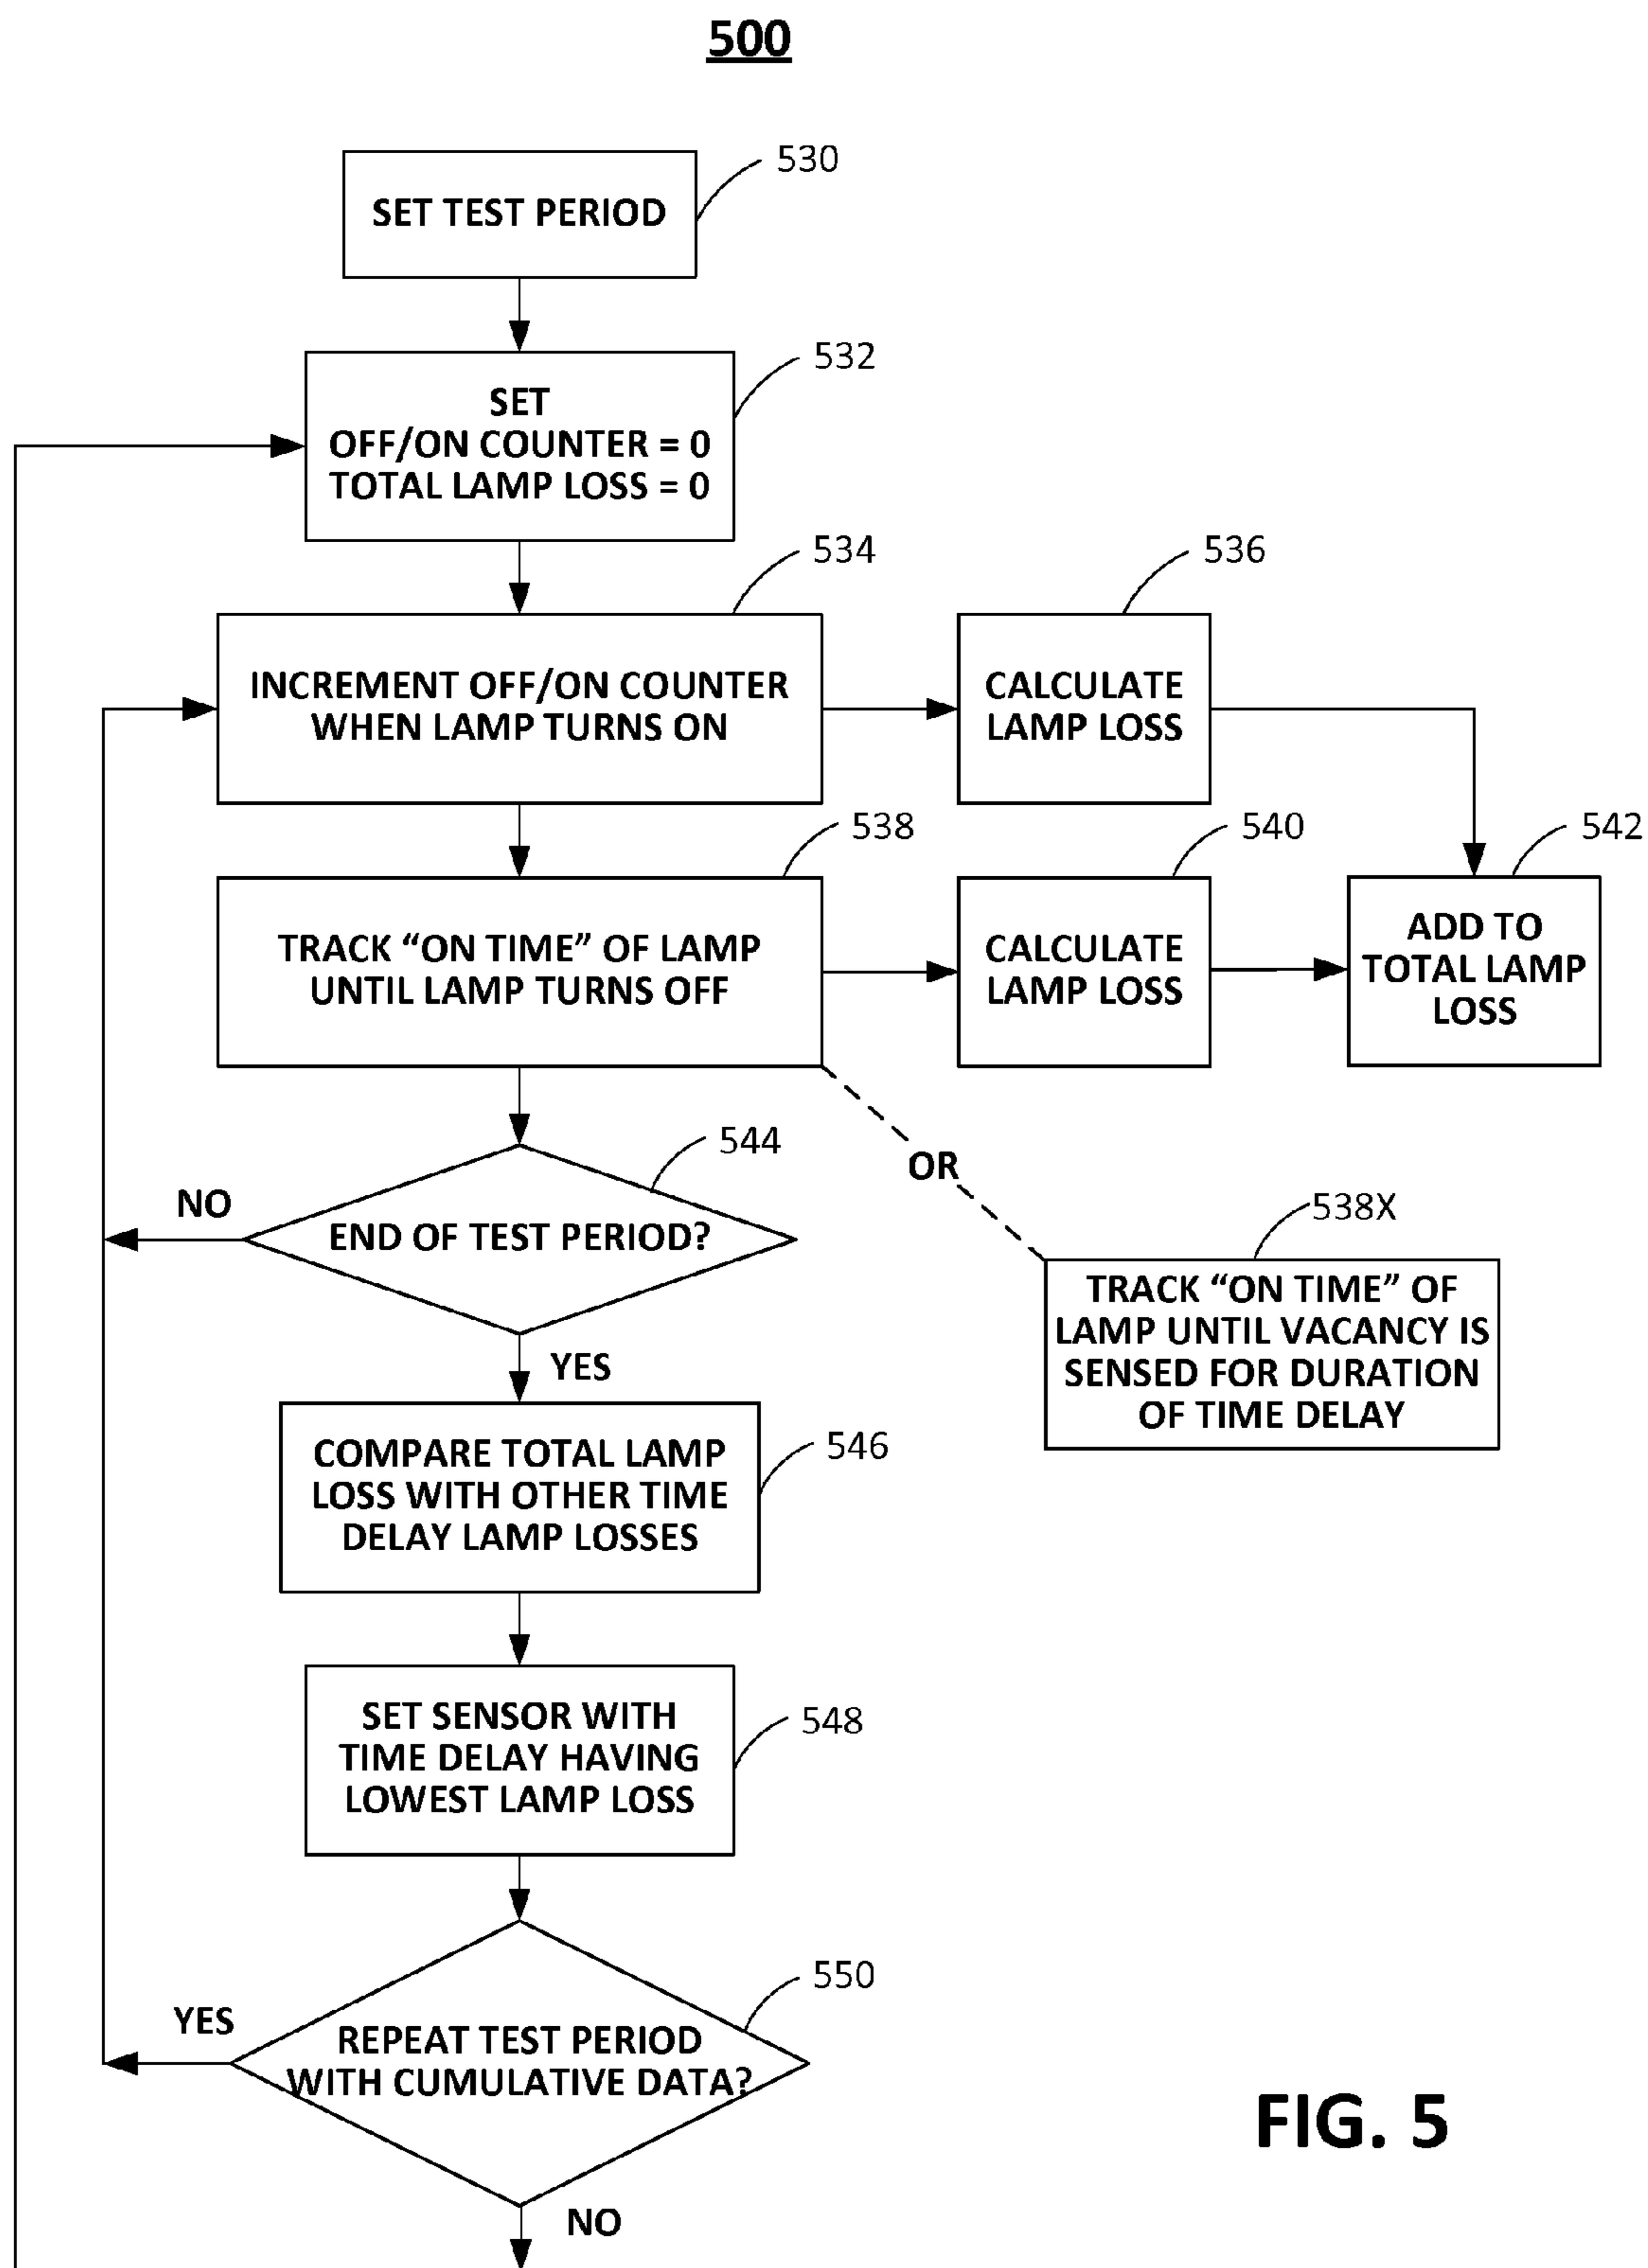 500
530
SET TEST PERIOD
532
SET
OFF/ON COUNTER = 0
TOTAL LAMP LOSS = 0
534
536
INCREMENT OFF/ON COUNTER
WHEN LAMP TURNS ON
CALCULATE
LAMP LOSS
538
540
542
TRACK “ON TIME” OF LAMP
UNTIL LAMP TURNS OFF
CALCULATE
LAMP LOSS
ADD TO
TOTAL LAMP
LOSS
544
OR
NO
END OF TEST PERIOD?
538X
TRACK “ON TIME” OF
LAMP UNTIL VACANCY IS
SENSED FOR DURATION
OF TIME DELAY
YES
546
COMPARE TOTAL LAMP
LOSS WITH OTHER TIME
DELAY LAMP LOSSES
548
SET SENSOR WITH
TIME DELAY HAVING
LOWEST LAMP LOSS
550
YES
REPEAT TEST PERIOD
WITH CUMULATIVE DATA?
NO
FIG. 5